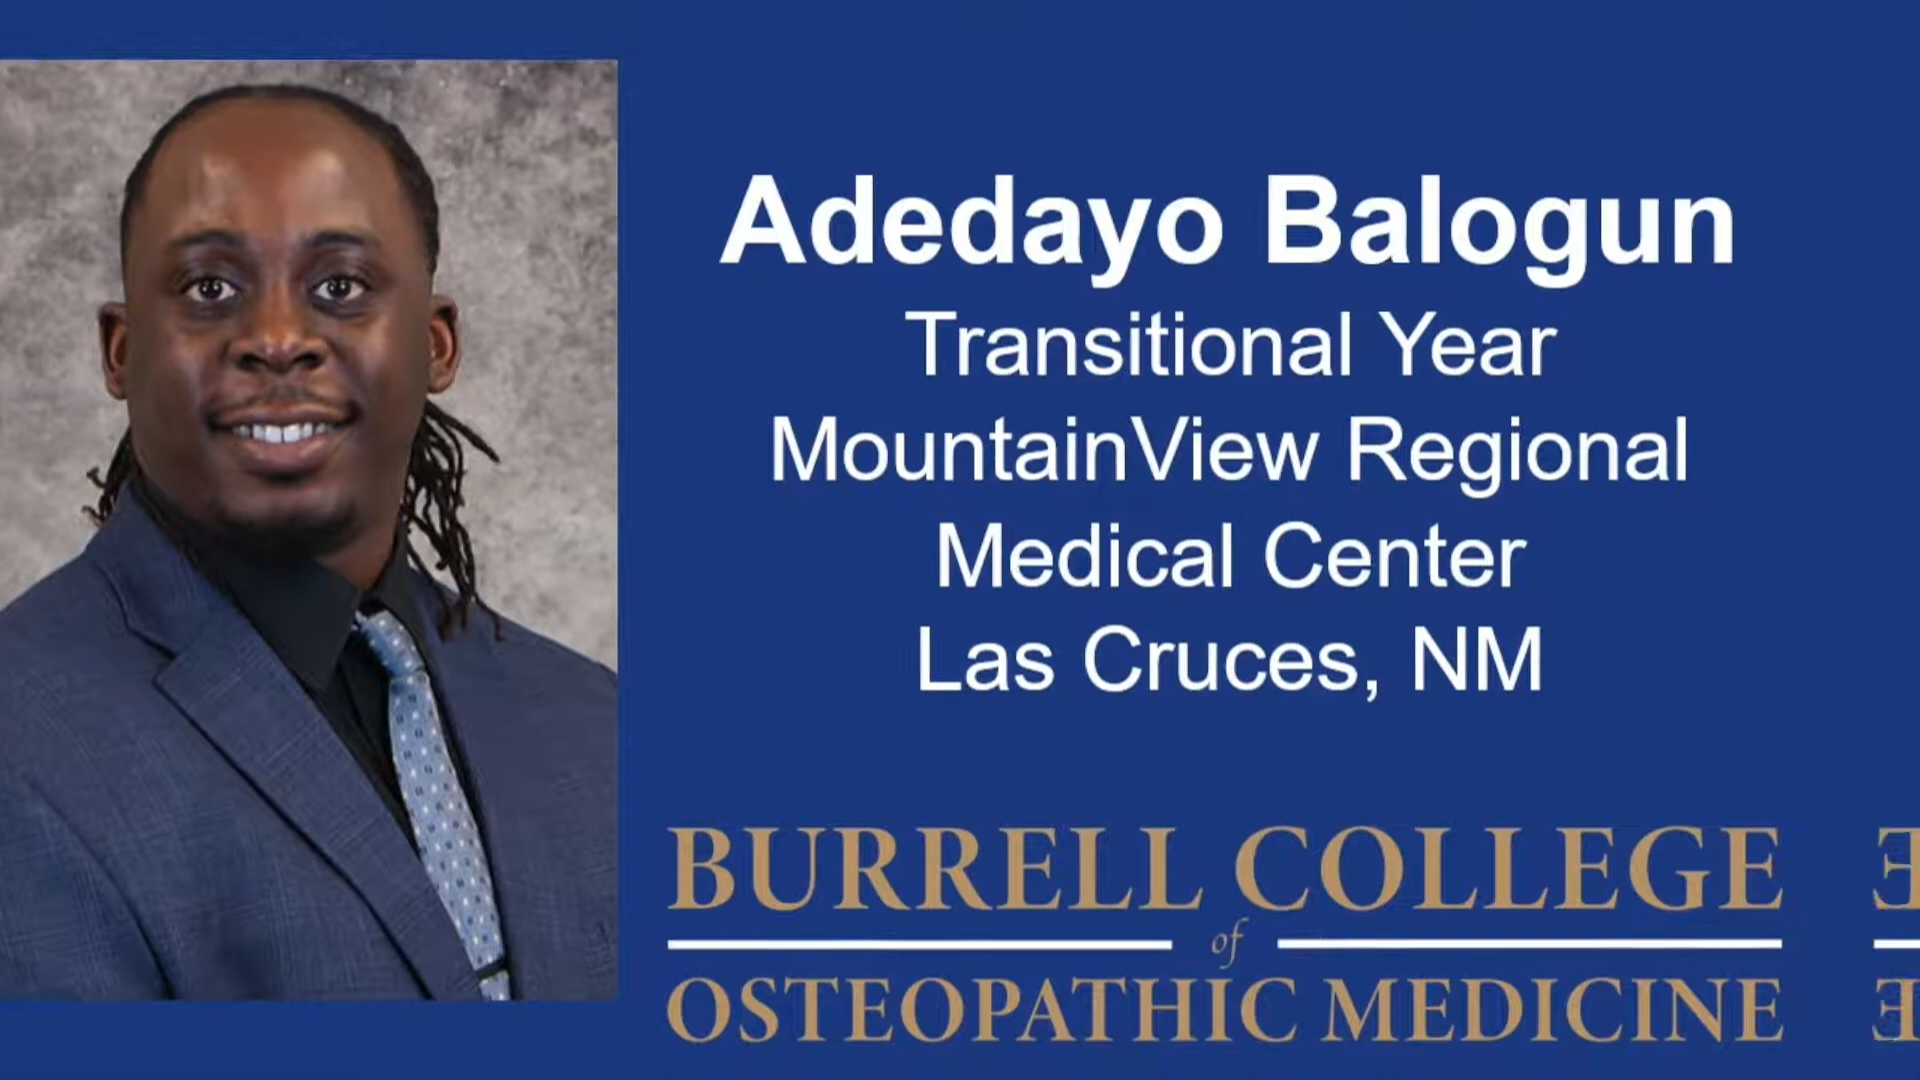 Adedayo Balogun
Transitional Year
MountainView Regional
Medical Center
Las Cruces, NM
BURRELL COLLEGE
of
OSTEOPATHIC MEDICINE